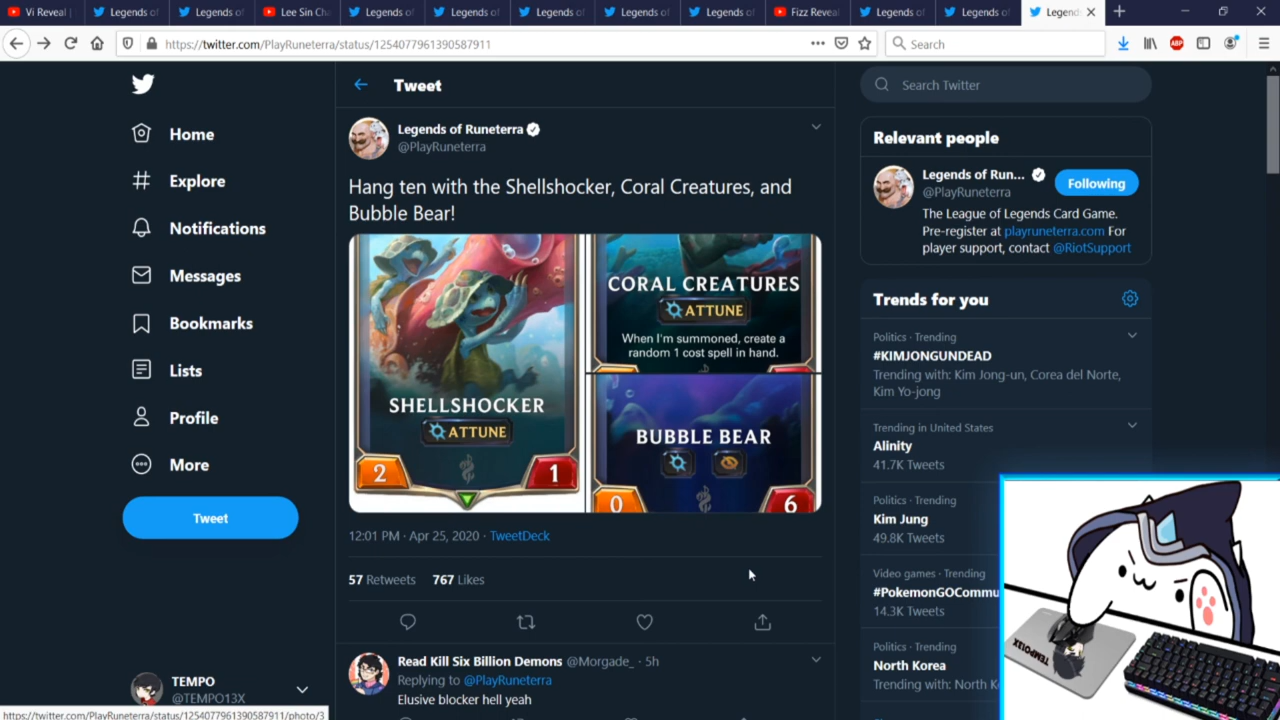 Vi Reveal
Legends of
Legends of
Lee Sin Cha
Legends of
Legends of
Legends of
Legends of
Legends of
Fizz Reveal
Legends of
Legends of
Legend
https://twitter.com/PlayRuneterra/status/1254077961390587911
Search
ABP
Home
Explore
Notifications
Messages
Bookmarks
Lists
Profile
More
Tweet
TEMPO
@TEMPO13X
https://twitter.com/PlayRuneterra/status/1254077961390587911/photo/3
Tweet
Legends of Runeterra
@PlayRuneterra
Hang ten with the Shellshocker, Coral Creatures, and
Bubble Bear!
SHELLSHOCKER
ATTUNE
2
1
CORAL CREATURES
ATTUNE
When I'm summoned, create a
random 1 cost spell in hand.
BUBBLE BEAR
0
6
12:01 PM · Apr 25, 2020 · TweetDeck
57 Retweets 767 Likes
Read Kill Six Billion Demons @Morgade_ · 5h
Replying to @PlayRuneterra
Elusive blocker hell yeah
Search Twitter
Relevant people
Legends of Run...
@PlayRuneterra
Following
The League of Legends Card Game.
Pre-register at playruneterra.com For
player support, contact @RiotSupport
Trends for you
Politics · Trending
#KIMJONGUNDEAD
Trending with: Kim Jong-un, Corea del Norte,
Kim Yo-jong
Trending in United States
Alinity
41.7K Tweets
Politics · Trending
Kim Jung
49.8K Tweets
Video games · Trending
#PokemonGOCommu
14.3K Tweets
Politics · Trending
North Korea
Trending with: North K
TEMPO13X